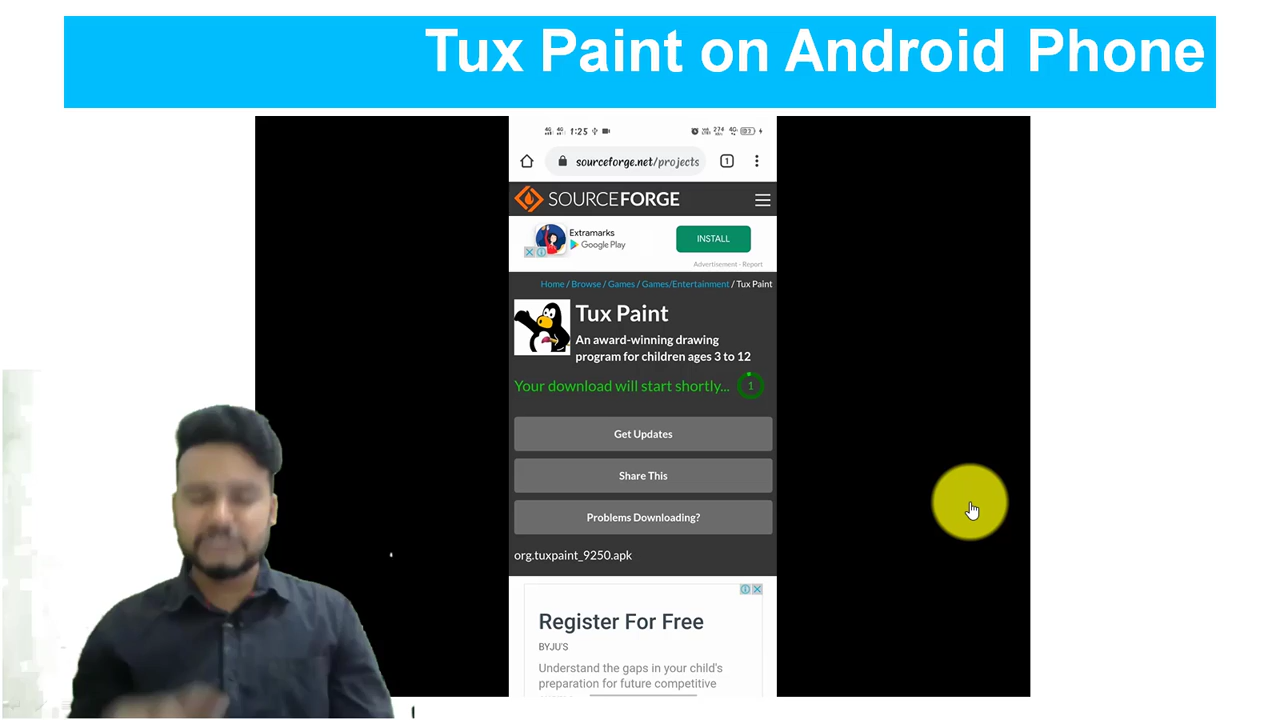 Tux Paint on Android Phone
1:25
sourceforge.net/projects
1
SOURCEFORGE
Extramarks
Google Play
INSTALL
Advertisement - Report
Home / Browse / Games / Games/Entertainment / Tux Paint
Tux Paint
An award-winning drawing
program for children ages 3 to 12
Your download will start shortly... 1
Get Updates
Share This
Problems Downloading?
org.tuxpaint_9250.apk
Register For Free
BYJU'S
Understand the gaps in your child's
preparation for future competitive